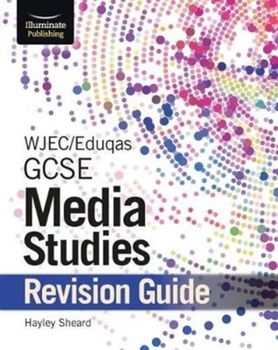 Illuminate
Publishing
WJEC/Eduqas
GCSE
Media
Studies
Revision Guide
Hayley Sheard